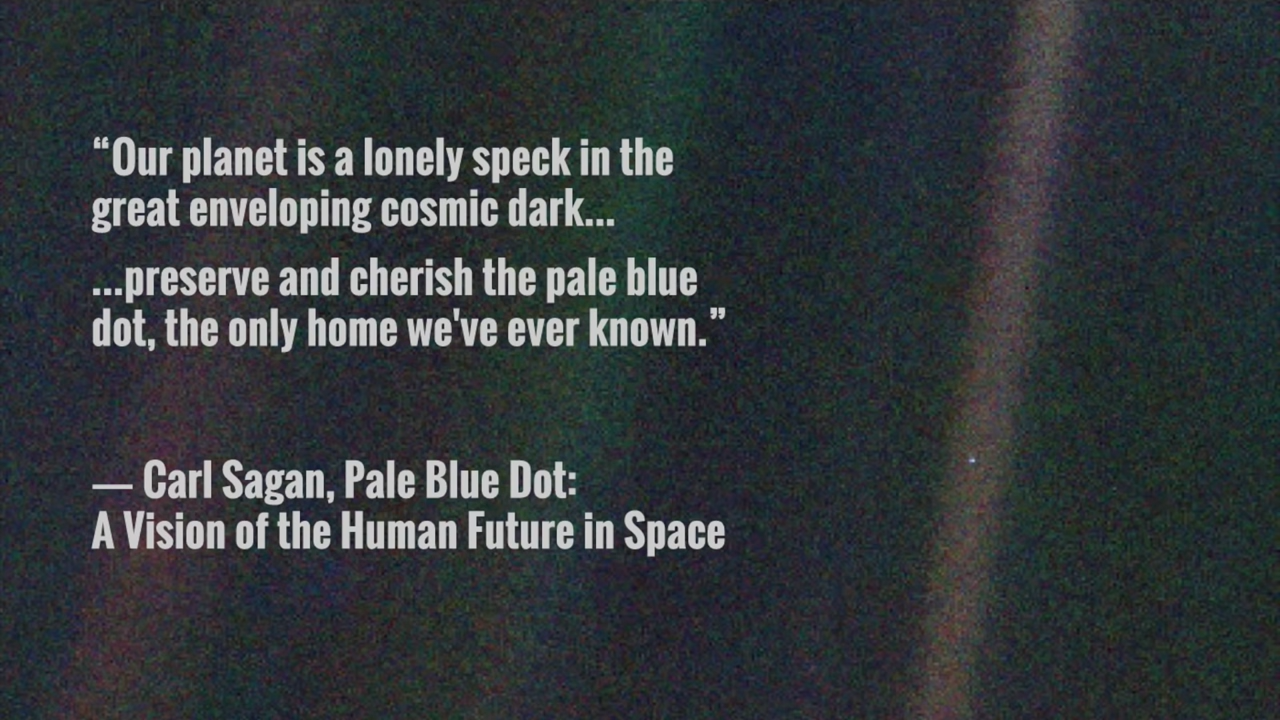 “Our planet is a lonely speck in the
great enveloping cosmic dark...
...preserve and cherish the pale blue
dot, the only home we've ever known.”
— Carl Sagan, Pale Blue Dot:
A Vision of the Human Future in Space